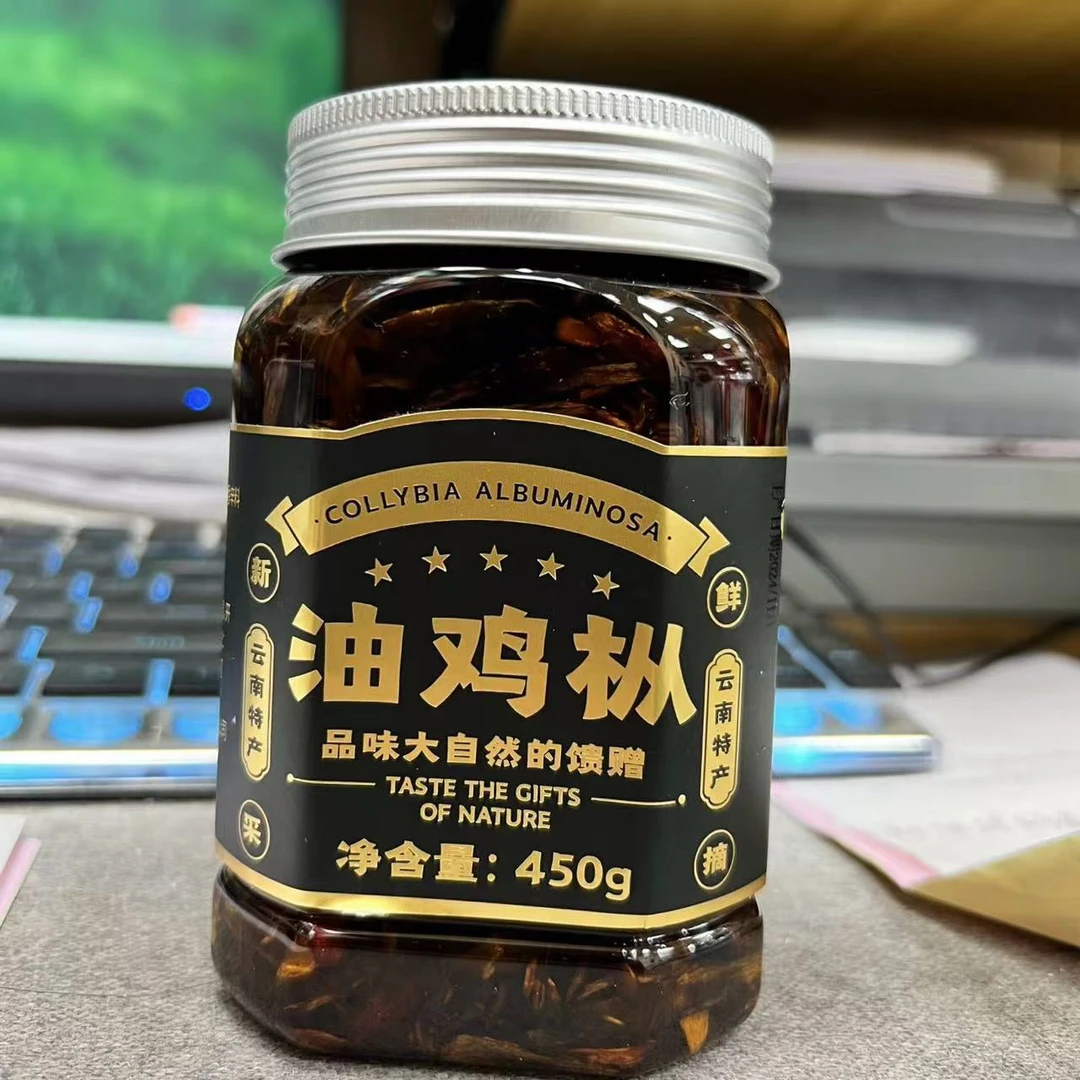 COLLYBIA ALBUMINOSA
新
鲜
油鸡枞
云南特产
云南特产
品味大自然的馈赠
TASTE THE GIFTS
OF NATURE
采
摘
净含量：450g